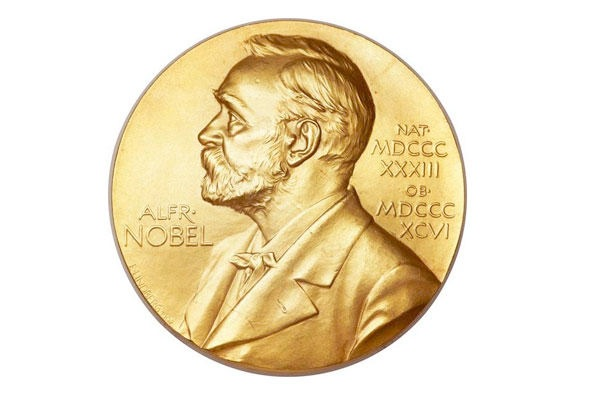 ALFR·
NOBEL
NAT·
MDCCC
XXXIII
OB·
MDCCC
XCVI